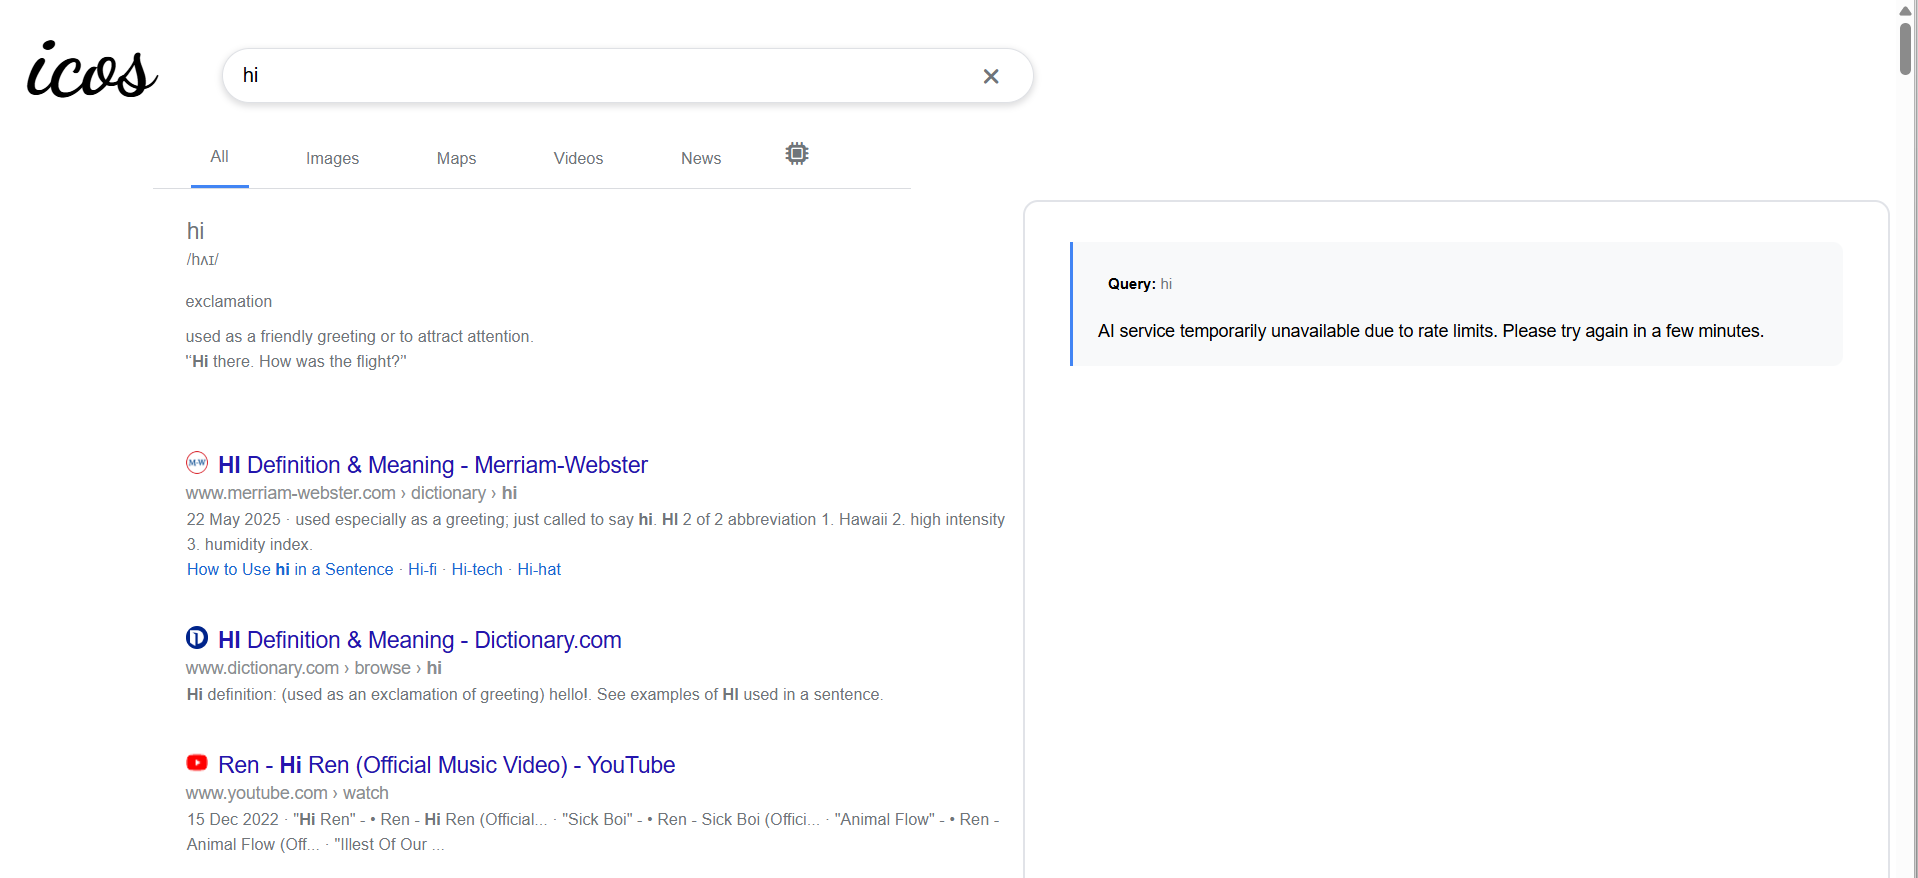 icos
hi
All
Images
Maps
Videos
News
hi
/hʌɪ/
exclamation
used as a friendly greeting or to attract attention.
"“Hi there. How was the flight?”"
HI Definition & Meaning - Merriam-Webster
www.merriam-webster.com › dictionary › hi
22 May 2025 · used especially as a greeting; just called to say hi. HI 2 of 2 abbreviation 1. Hawaii 2. high intensity
3. humidity index.
How to Use hi in a Sentence · Hi-fi · Hi-tech · Hi-hat
HI Definition & Meaning - Dictionary.com
www.dictionary.com › browse › hi
Hi definition: (used as an exclamation of greeting) hello!. See examples of HI used in a sentence.
Ren - Hi Ren (Official Music Video) - YouTube
www.youtube.com › watch
15 Dec 2022 · "Hi Ren" - • Ren - Hi Ren (Official... · "Sick Boi" - • Ren - Sick Boi (Offici... · "Animal Flow" - • Ren -
Animal Flow (Off... · "Illest Of Our ...
Query: hi
AI service temporarily unavailable due to rate limits. Please try again in a few minutes.